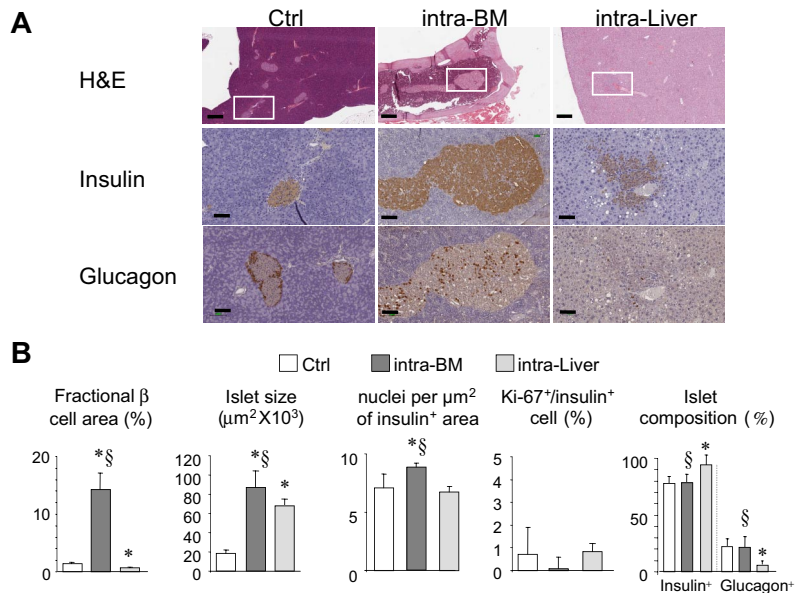 A
Ctrl intra-BM intra-Liver
H&E
Insulin
Glucagon
B
Ctrl intra-BM intra-Liver
Fractional β
cell area (%)
20
10
0
*§
*
Islet size
(μm² X10³)
120
100
80
60
40
20
0
*§
*
nuclei per μm²
of insulin⁺ area
10
5
0
*§
Ki-67⁺/insulin⁺
cell (%)
5
4
3
2
1
0
Islet
composition (%)
100
50
0
§
*
§
*
Insulin⁺ Glucagon⁺